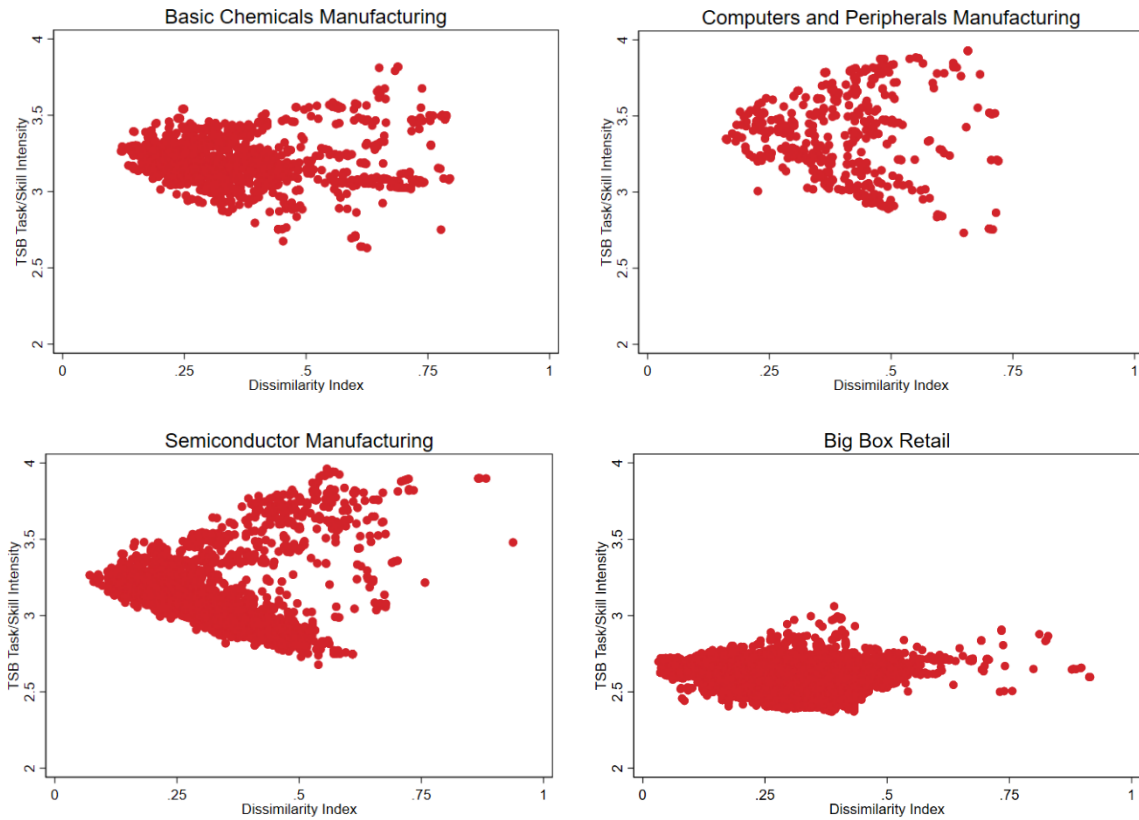 Basic Chemicals Manufacturing
4
3.5
3
2.5
2
TSB Task/Skill Intensity
0 .25 .5 .75 1
Dissimilarity Index
Computers and Peripherals Manufacturing
4
3.5
3
2.5
2
TSB Task/Skill Intensity
0 .25 .5 .75 1
Dissimilarity Index
Semiconductor Manufacturing
4
3.5
3
2.5
2
TSB Task/Skill Intensity
0 .25 .5 .75 1
Dissimilarity Index
Big Box Retail
4
3.5
3
2.5
2
TSB Task/Skill Intensity
0 .25 .5 .75 1
Dissimilarity Index